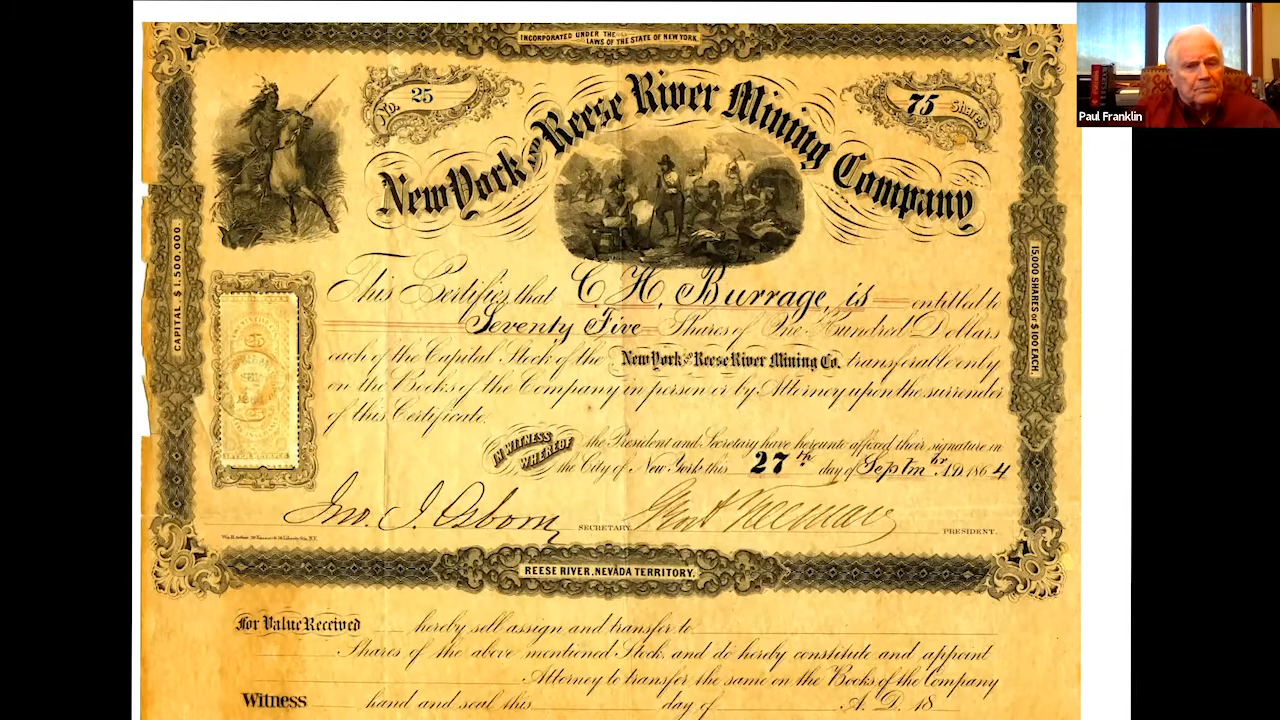 INCORPORATED UNDER THE
LAWS OF THE STATE OF NEW YORK.
No. 25
75 Shares
New York and Reese River Mining Company
CAPITAL $1,500,000.
15,000 SHARES OF $100 EACH.
This Certifies that C. H. Burrage, is entitled to
Seventy Five Shares of One Hundred Dollars
each of the Capital Stock of the New York and Reese River Mining Co. transferable only
on the Books of the Company in person or by Attorney upon the surrender
of this Certificate.
IN WITNESS WHEREOF the President and Secretary have hereunto affixed their signature in
the City of New York this 27th day of Septmbr A.D. 1864
Jno. I. Osborn SECRETARY. PRESIDENT.
REESE RIVER, NEVADA TERRITORY.
For Value Received hereby sell assign and transfer to
Shares of the above mentioned Stock, and do hereby constitute and appoint
Attorney to transfer the same on the Books of the Company
Witness hand and seal this day of A. D. 18
Paul Franklin